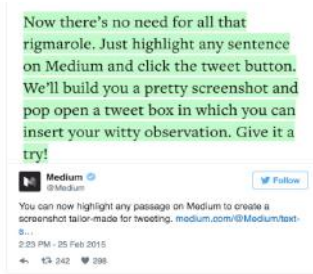 Now there's no need for all that
rigmarole. Just highlight any sentence
on Medium and click the tweet button.
We'll build you a pretty screenshot and
pop open a tweet box in which you can
insert your witty observation. Give it a
try!
Medium
@Medium
Follow
You can now highlight any passage on Medium to create a
screenshot tailor-made for tweeting. medium.com/@Medium/text-
s...
2:23 PM - 25 Feb 2015
242 298